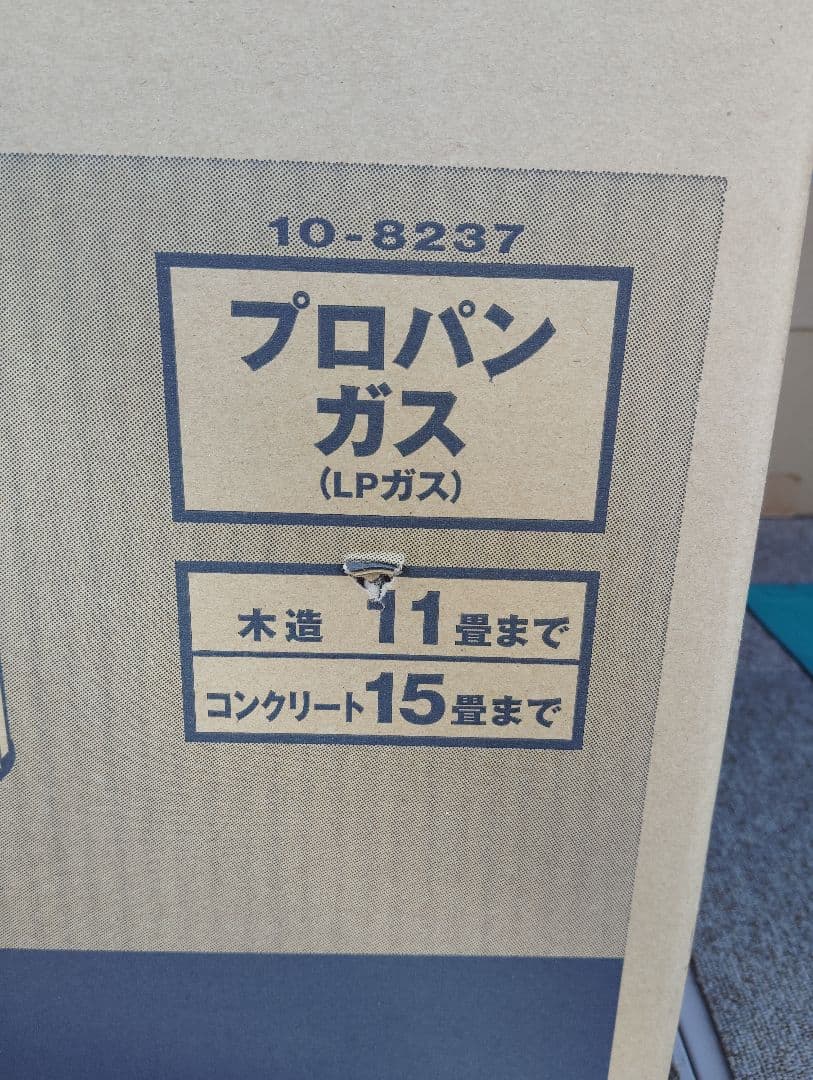 10-8237
プロパン
ガス
(LPガス)
木造 11畳まで
コンクリート15畳まで